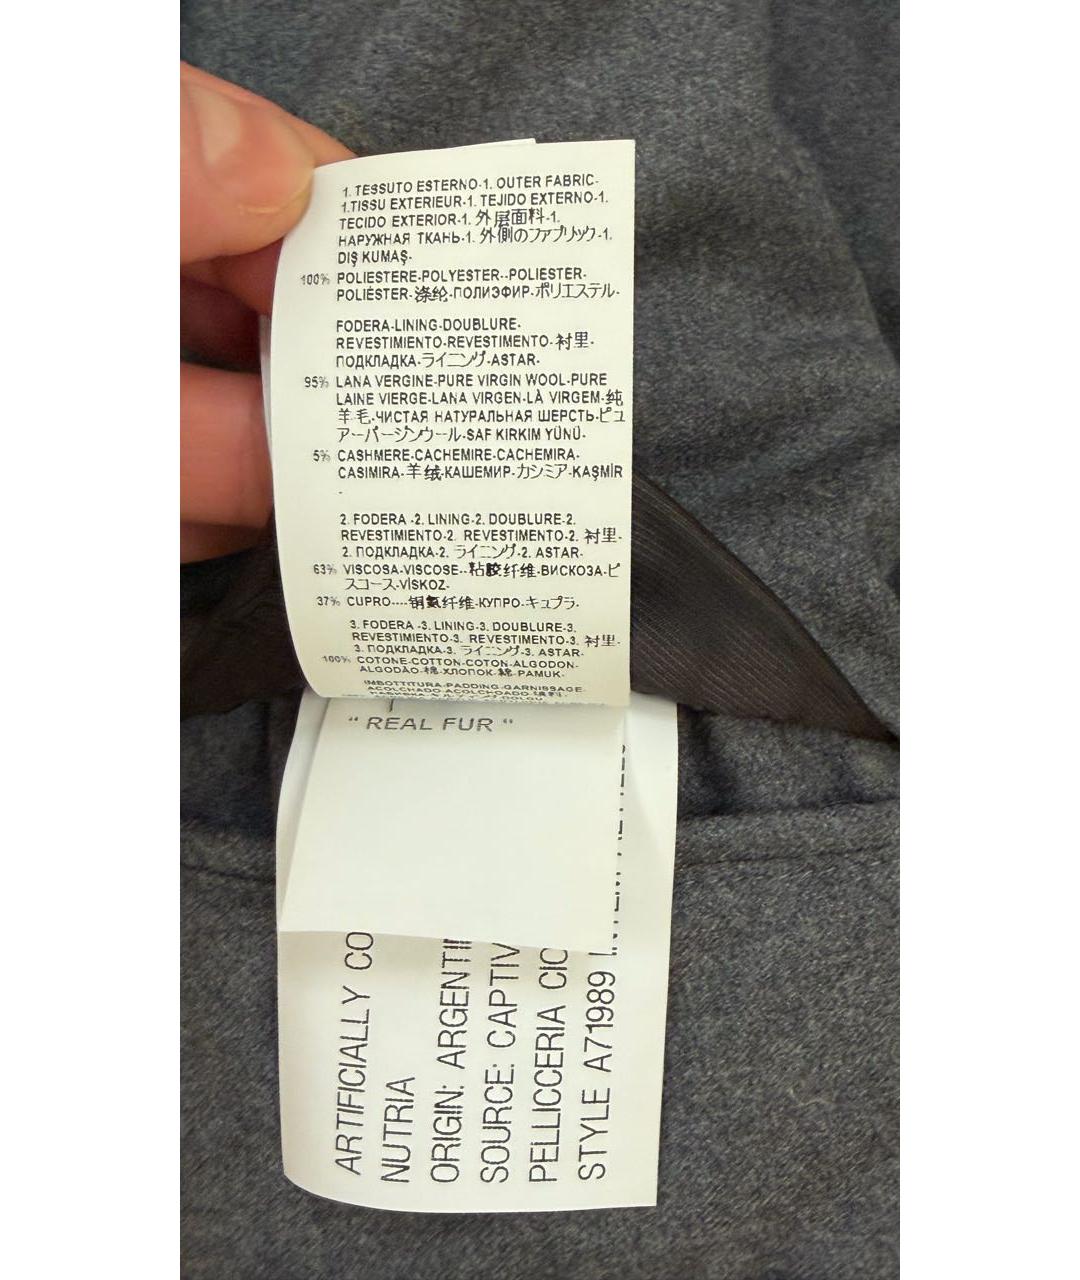 1. TESSUTO ESTERNO-1. OUTER FABRIC-
1.TISSU EXTERIEUR-1. TEJIDO EXTERNO-1.
TECIDO EXTERIOR-1. 外层面料-1.
НАРУЖНАЯ ТКАНЬ-1. 外側のファブリック-1.
DIŞ KUMAŞ-
100% POLIESTERE-POLYESTER--POLIESTER-
POLIÉSTER-涤纶-ПОЛИЭФИР-ポリエステル-
FODERA-LINING-DOUBLURE-
REVESTIMIENTO-REVESTIMENTO-衬里-
ПОДКЛАДКА-ライニング-ASTAR-
95% LANA VERGINE-PURE VIRGIN WOOL-PURE
LAINE VIERGE-LANA VIRGEN-LÀ VIRGEM-纯
羊毛-ЧИСТАЯ НАТУРАЛЬНАЯ ШЕРСТЬ-ピュ
アーバージンウール-SAF KIRKIM YÜNÜ-
5% CASHMERE-CACHEMIRE-CACHEMIRA-
CASIMIRA-羊绒-КАШЕМИР-カシミア-KAŞMİR
-
2. FODERA -2. LINING-2. DOUBLURE-2.
REVESTIMIENTO-2. REVESTIMENTO-2. 衬里-
2. ПОДКЛАДКА-2. ライニング-2. ASTAR-
63% VISCOSA-VISCOSE--粘胶纤维-ВИСКОЗА-ビ
スコース-VİSKOZ-
37% CUPRO----铜氨纤维-КУПРО-キュプラ-
3. FODERA -3. LINING-3. DOUBLURE-3.
REVESTIMIENTO-3. REVESTIMENTO-3. 衬里-
3. ПОДКЛАДКА-3. ライニング-3. ASTAR-
100% COTONE-COTTON-COTON-ALGODON-
ALGODÃO-棉-ХЛОПОК-綿-PAMUK-
IMBOTTITURA-PADDING-GARNISSAGE-
ACOLCHADO-ACOLCHOADO-填料-
" REAL FUR "
ARTIFICIALLY CO
NUTRIA
ORIGIN: ARGENTI
SOURCE: CAPTIV
PELLICCERIA CIO
STYLE A71989